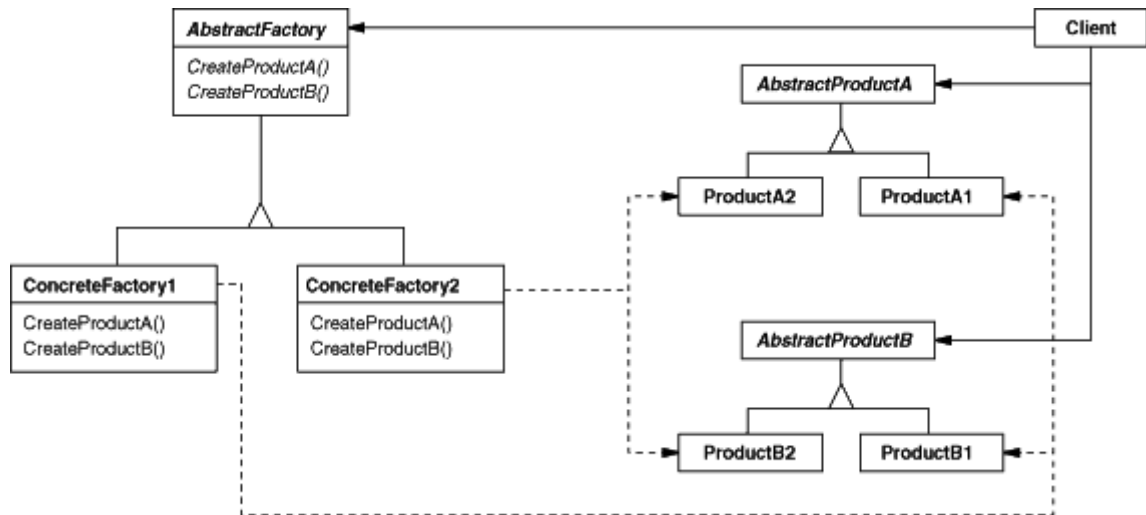 AbstractFactory
CreateProductA()
CreateProductB()
Client
AbstractProductA
ProductA2
ProductA1
ConcreteFactory1
CreateProductA()
CreateProductB()
ConcreteFactory2
CreateProductA()
CreateProductB()
AbstractProductB
ProductB2
ProductB1